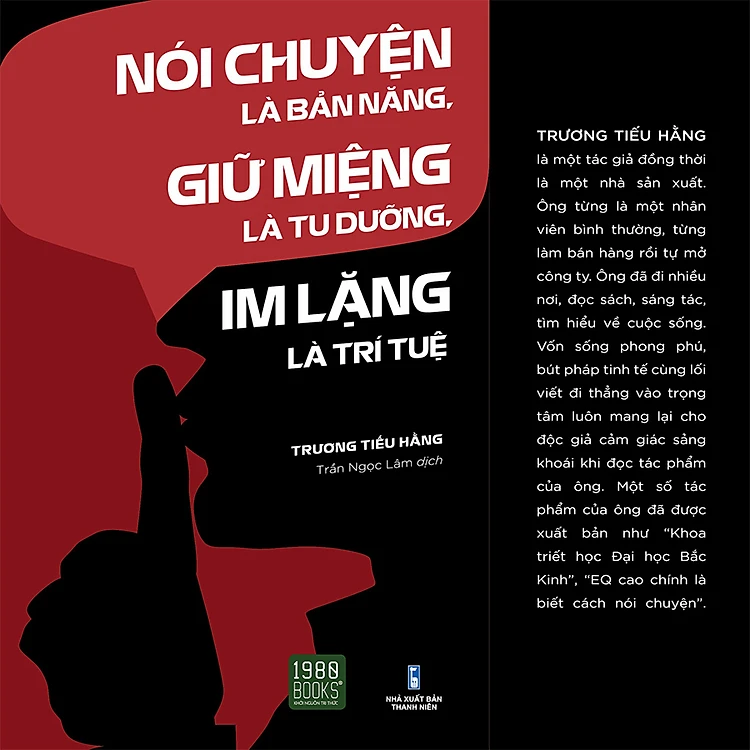 NÓI CHUYỆN
LÀ BẢN NĂNG,
GIỮ MIỆNG
LÀ TU DƯỠNG,
IM LẶNG
LÀ TRÍ TUỆ
TRƯƠNG TIẾU HẰNG
Trần Ngọc Lâm dịch
1980
BOOKS®
KHƠI NGUỒN TRI THỨC
NHÀ XUẤT BẢN
THANH NIÊN
TRƯƠNG TIẾU HẰNG
là một tác giả đồng thời
là một nhà sản xuất.
Ông từng là một nhân
viên bình thường, từng
làm bán hàng rồi tự mở
công ty. Ông đã đi nhiều
nơi, đọc sách, sáng tác,
tìm hiểu về cuộc sống.
Vốn sống phong phú,
bút pháp tinh tế cùng lối
viết đi thẳng vào trọng
tâm luôn mang lại cho
độc giả cảm giác sảng
khoái khi đọc tác phẩm
của ông. Một số tác
phẩm của ông đã được
xuất bản như “Khoa
triết học Đại học Bắc
Kinh”, “EQ cao chính là
biết cách nói chuyện”.